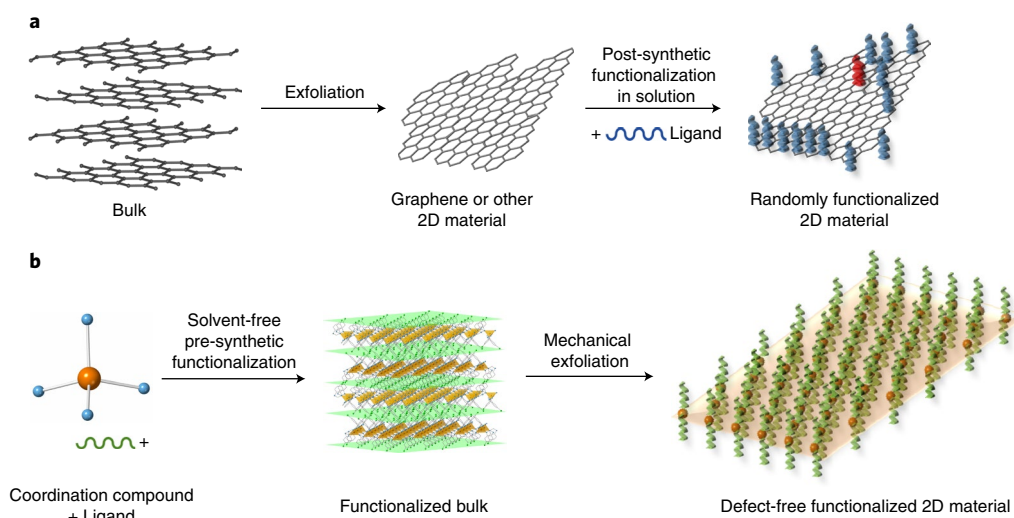 a
Exfoliation
Post-synthetic
functionalization
in solution
+ Ligand
Bulk
Graphene or other
2D material
Randomly functionalized
2D material
b
Solvent-free
pre-synthetic
functionalization
Mechanical
exfoliation
+
Coordination compound
+ Ligand
Functionalized bulk
Defect-free functionalized 2D material